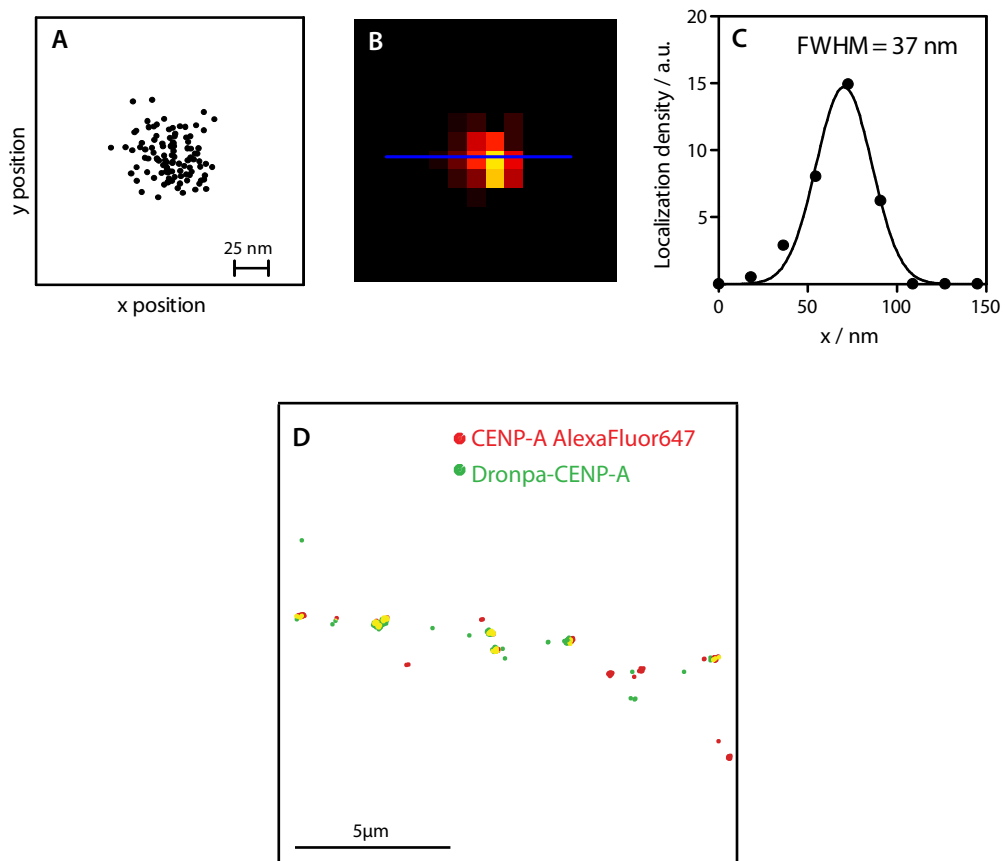 A
y position
25 nm
x position
B
C
FWHM = 37 nm
Localization density / a.u.
20
15
10
5
0
50
100
150
x / nm
D
CENP-A AlexaFluor647
Dronpa-CENP-A
5μm